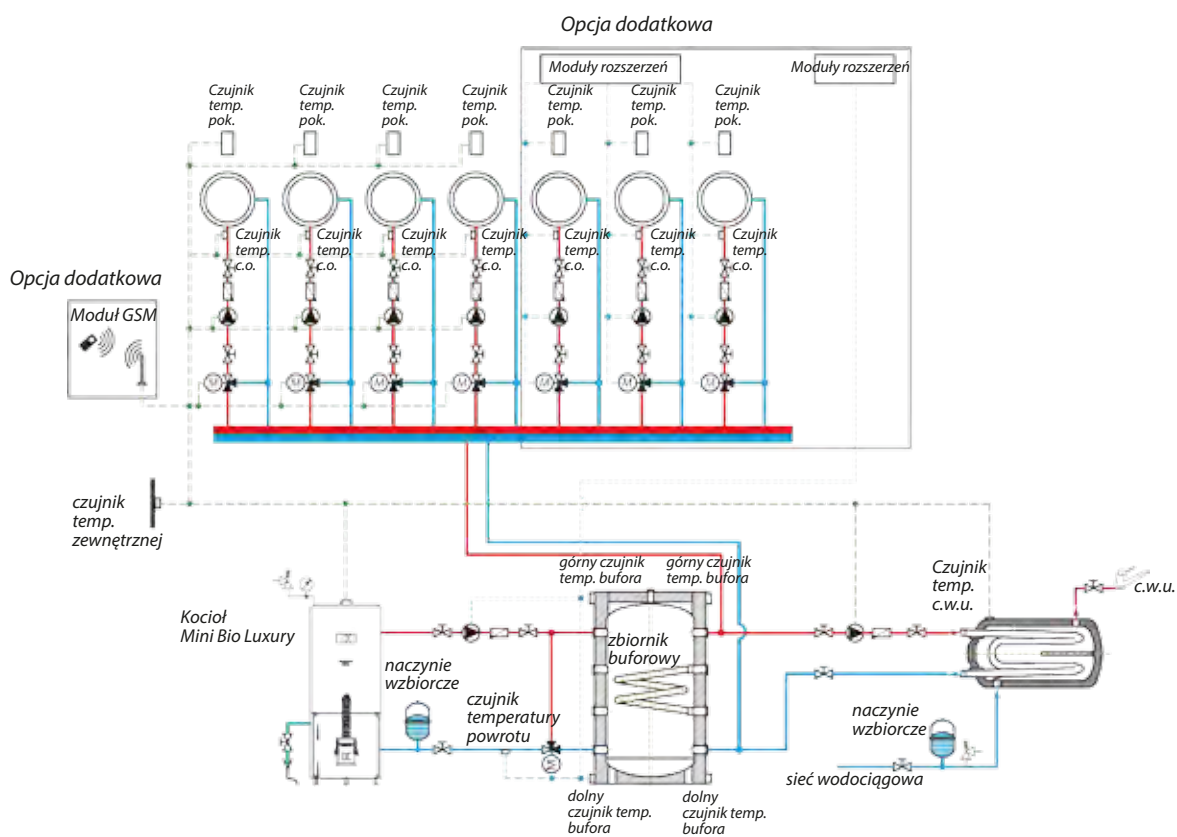 Opcja dodatkowa
Moduły rozszerzeń
Moduły rozszerzeń
Czujnik
temp.
pok.
Czujnik
temp.
pok.
Czujnik
temp.
pok.
Czujnik
temp.
pok.
Czujnik
temp.
pok.
Czujnik
temp.
pok.
Czujnik
temp.
pok.
Czujnik
temp.
c.o.
Czujnik
temp.
c.o.
Czujnik
temp.
c.o.
Czujnik
temp.
c.o.
Czujnik
temp.
c.o.
Czujnik
temp.
c.o.
Czujnik
temp.
c.o.
Opcja dodatkowa
Moduł GSM
M
M
M
M
M
M
M
czujnik
temp.
zewnętrznej
górny czujnik
temp. bufora
górny czujnik
temp. bufora
Czujnik
temp.
c.w.u.
c.w.u.
Kocioł
Mini Bio Luxury
zbiornik
buforowy
naczynie
wzbiorcze
czujnik
temperatury
powrotu
M
naczynie
wzbiorcze
sieć wodociągowa
dolny
czujnik temp.
bufora
dolny
czujnik temp.
bufora